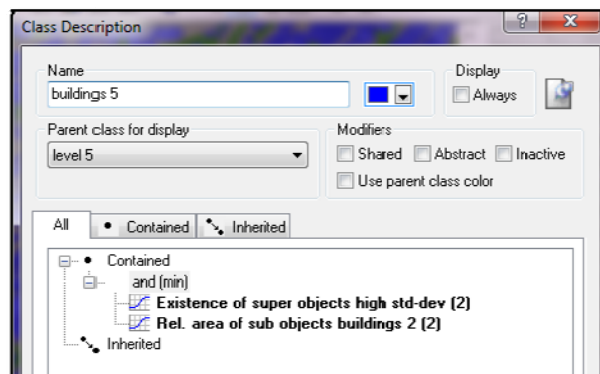 Class Description
Name
buildings 5
Display
Always
Parent class for display
level 5
Modifiers
Shared Abstract Inactive
Use parent class color
All Contained Inherited
Contained
and (min)
Existence of super objects high std-dev (2)
Rel. area of sub objects buildings 2 (2)
Inherited